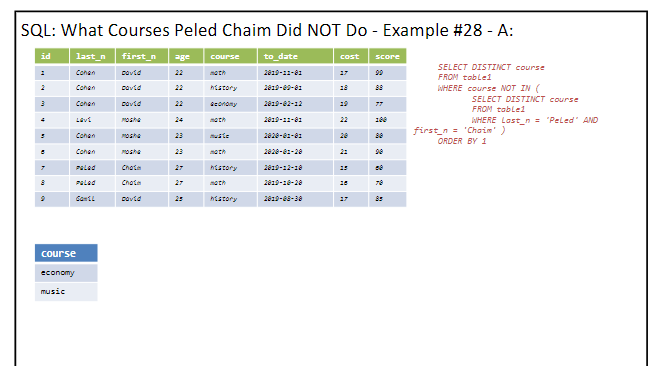 SQL: What Courses Peled Chaim Did NOT Do - Example #28 - A:
id last_n first_n age course to_date cost score
1 Cohen David 22 math 2019-11-01 17 99
2 Cohen David 22 history 2019-09-01 18 88
3 Cohen David 22 economy 2019-02-12 19 77
4 Levi Moshe 24 math 2019-11-01 22 100
5 Cohen Moshe 23 music 2020-01-01 20 80
6 Cohen Moshe 23 math 2020-01-20 21 90
7 Peled Chaim 27 history 2019-12-10 15 60
8 Peled Chaim 27 math 2019-10-20 16 70
9 Gamil David 25 history 2019-08-30 17 85
SELECT DISTINCT course
FROM table1
WHERE course NOT IN (
SELECT DISTINCT course
FROM table1
WHERE last_n = 'Peled' AND
first_n = 'Chaim' )
ORDER BY 1
course
economy
music